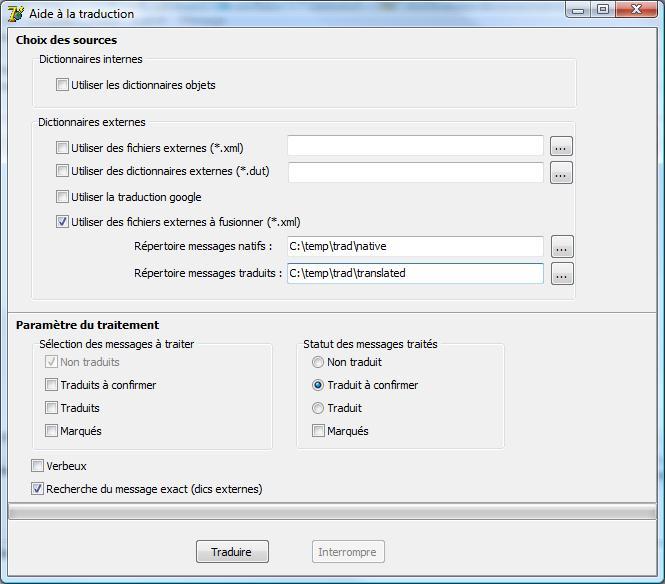 Aide à la traduction
Choix des sources
Dictionnaires internes
Utiliser les dictionnaires objets
Dictionnaires externes
Utiliser des fichiers externes (*.xml)
...
Utiliser des dictionnaires externes (*.dut)
...
Utiliser la traduction google
Utiliser des fichiers externes à fusionner (*.xml)
Répertoire messages natifs : C:\temp\trad\native ...
Répertoire messages traduits : C:\temp\trad\translated ...
Paramètre du traitement
Sélection des messages à traiter
Non traduits
Traduits à confirmer
Traduits
Marqués
Statut des messages traités
Non traduit
Traduit à confirmer
Traduit
Marqués
Verbeux
Recherche du message exact (dics externes)
Traduire Interrompre